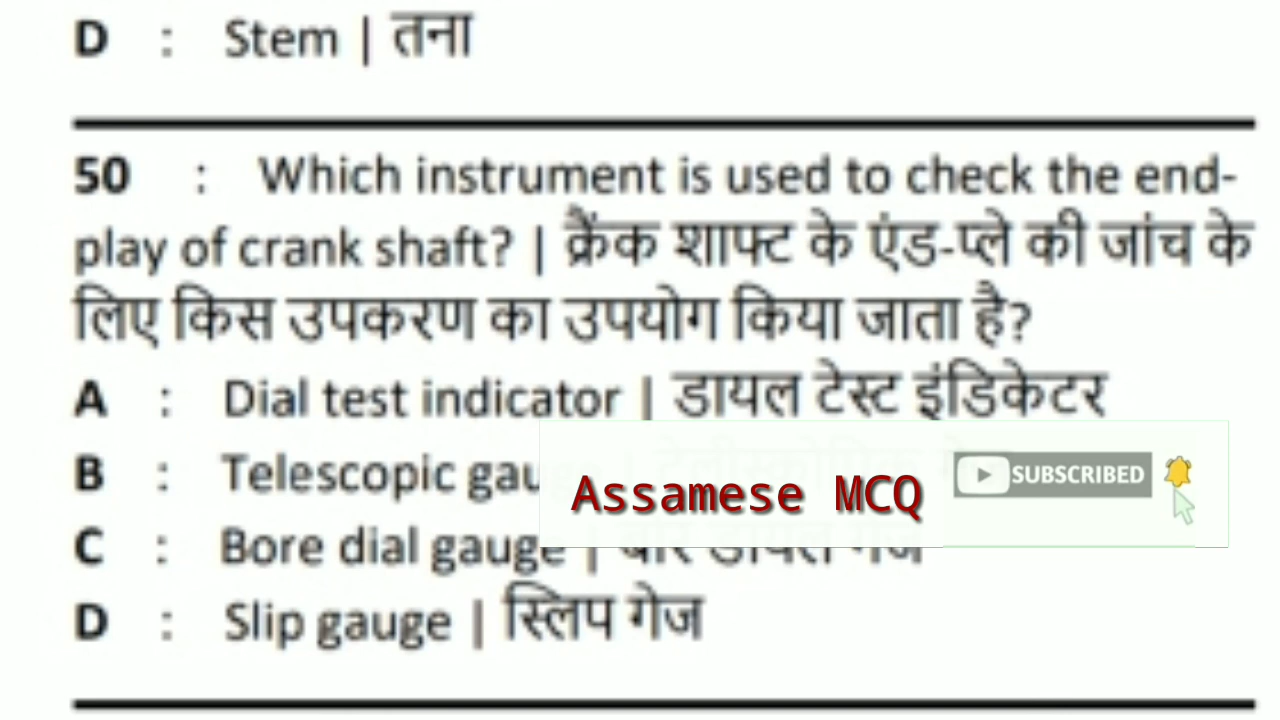 D : Stem | तना
50 : Which instrument is used to check the end-
play of crank shaft? | क्रैंक शाफ्ट के एंड-प्ले की जांच के
लिए किस उपकरण का उपयोग किया जाता है?
A : Dial test indicator | डायल टेस्ट इंडिकेटर
B : Telescopic
Assamese MCQ
SUBSCRIBED
C : Bore dial gauge | बोर डायल गेज
D : Slip gauge | स्लिप गेज